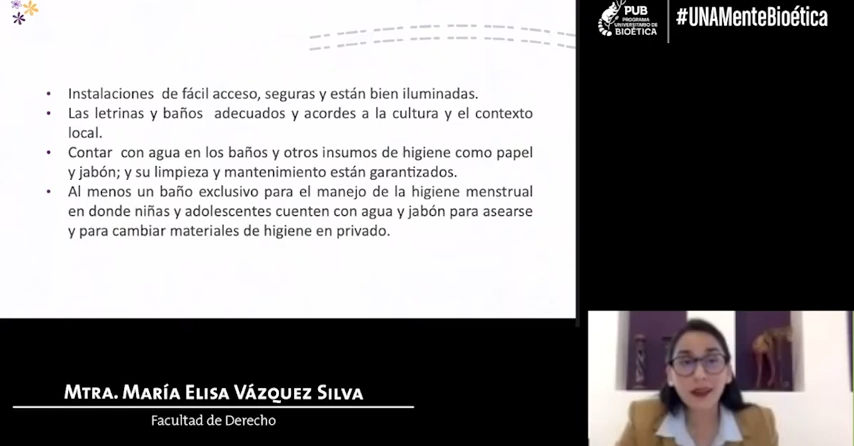 PUB
PROGRAMA
UNIVERSITARIO DE
BIOÉTICA
#UNAMenteBioética
• Instalaciones de fácil acceso, seguras y están bien iluminadas.
• Las letrinas y baños adecuados y acordes a la cultura y el contexto
local.
• Contar con agua en los baños y otros insumos de higiene como papel
y jabón; y su limpieza y mantenimiento están garantizados.
• Al menos un baño exclusivo para el manejo de la higiene menstrual
en donde niñas y adolescentes cuenten con agua y jabón para asearse
y para cambiar materiales de higiene en privado.
Mtra. María Elisa Vázquez Silva
Facultad de Derecho